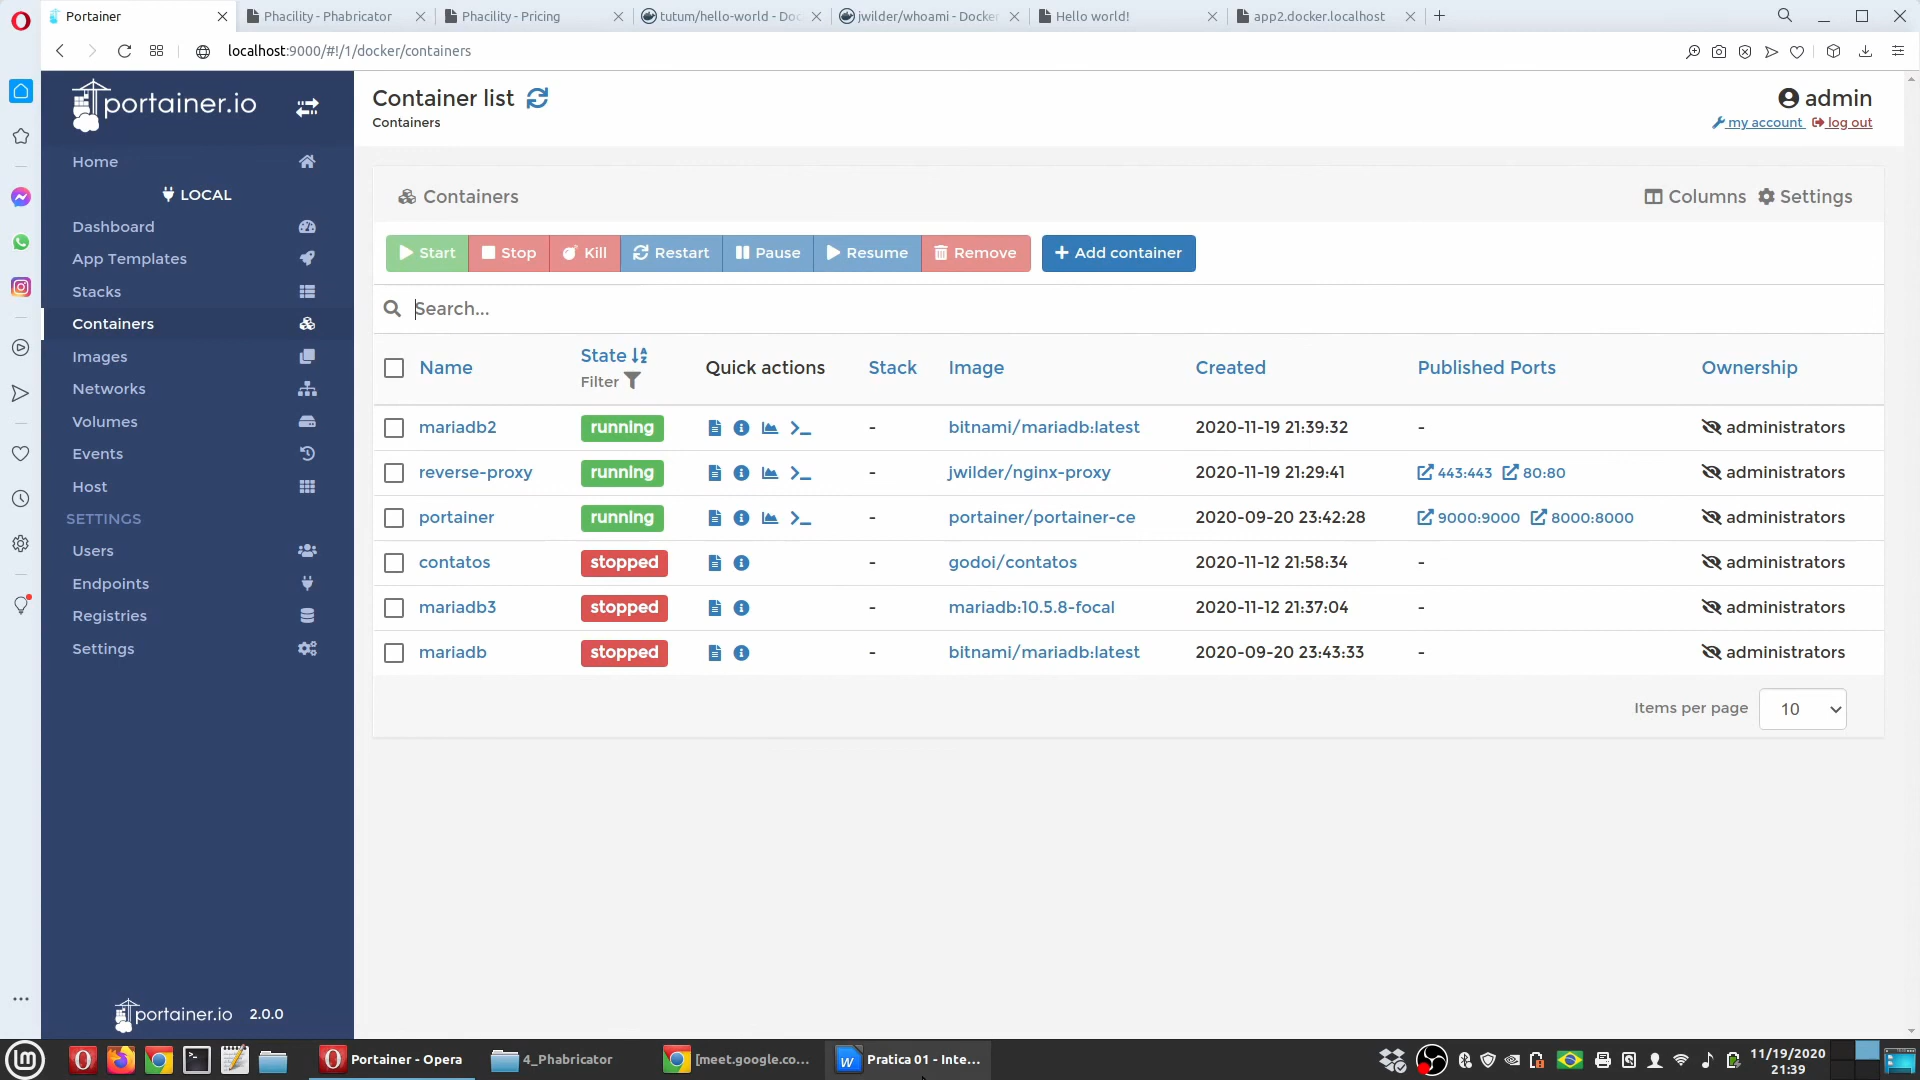 Portainer
Phacility - Phabricator
Phacility - Pricing
tutum/hello-world - Doc
jwilder/whoami - Docker
Hello world!
app2.docker.localhost
localhost:9000/#!/1/docker/containers
portainer.io
Container list
Containers
admin
my account
log out
Home
LOCAL
Dashboard
App Templates
Stacks
Containers
Images
Networks
Volumes
Events
Host
SETTINGS
Users
Endpoints
Registries
Settings
portainer.io 2.0.0
Containers
Columns Settings
Start Stop Kill Restart Pause Resume Remove + Add container
Search...
Name State Filter Quick actions Stack Image Created Published Ports Ownership
mariadb2 running - bitnami/mariadb:latest 2020-11-19 21:39:32 - administrators
reverse-proxy running - jwilder/nginx-proxy 2020-11-19 21:29:41 443:443 80:80 administrators
portainer running - portainer/portainer-ce 2020-09-20 23:42:28 9000:9000 8000:8000 administrators
contatos stopped - godoi/contatos 2020-11-12 21:58:34 - administrators
mariadb3 stopped - mariadb:10.5.8-focal 2020-11-12 21:37:04 - administrators
mariadb stopped - bitnami/mariadb:latest 2020-09-20 23:43:33 - administrators
Items per page 10
Portainer - Opera
4_Phabricator
[meet.google.co...
Pratica 01 - Inte...
11/19/2020
21:39